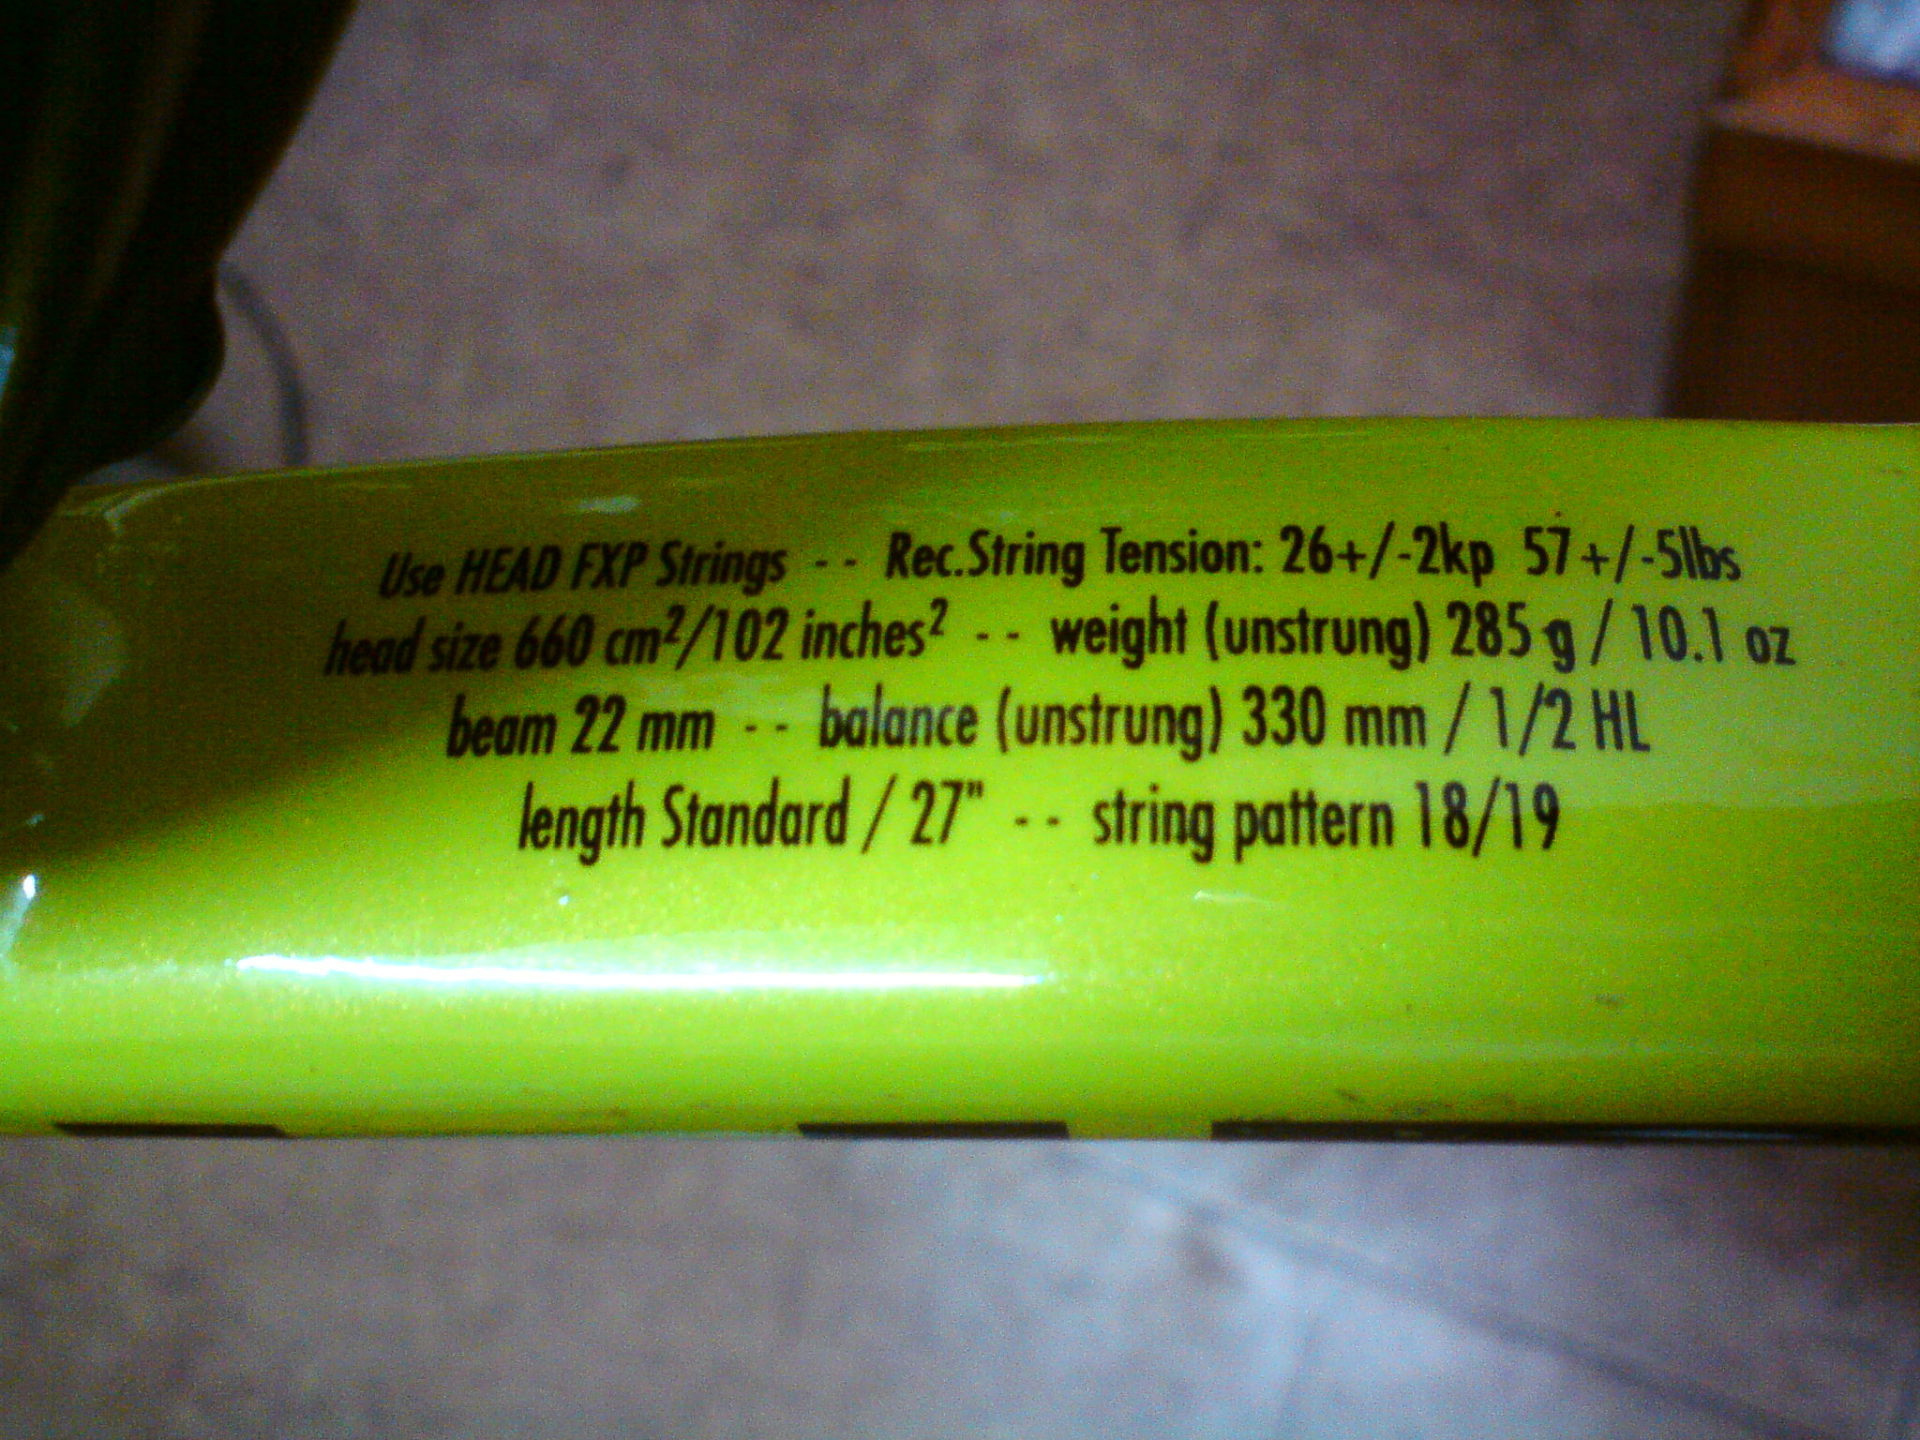 Use HEAD FXP Strings - - Rec.String Tension: 26+/-2kp 57+/-5lbs
head size 660 cm²/102 inches² - - weight (unstrung) 285 g / 10.1 oz
beam 22 mm - - balance (unstrung) 330 mm / 1/2 HL
length Standard / 27" - - string pattern 18/19